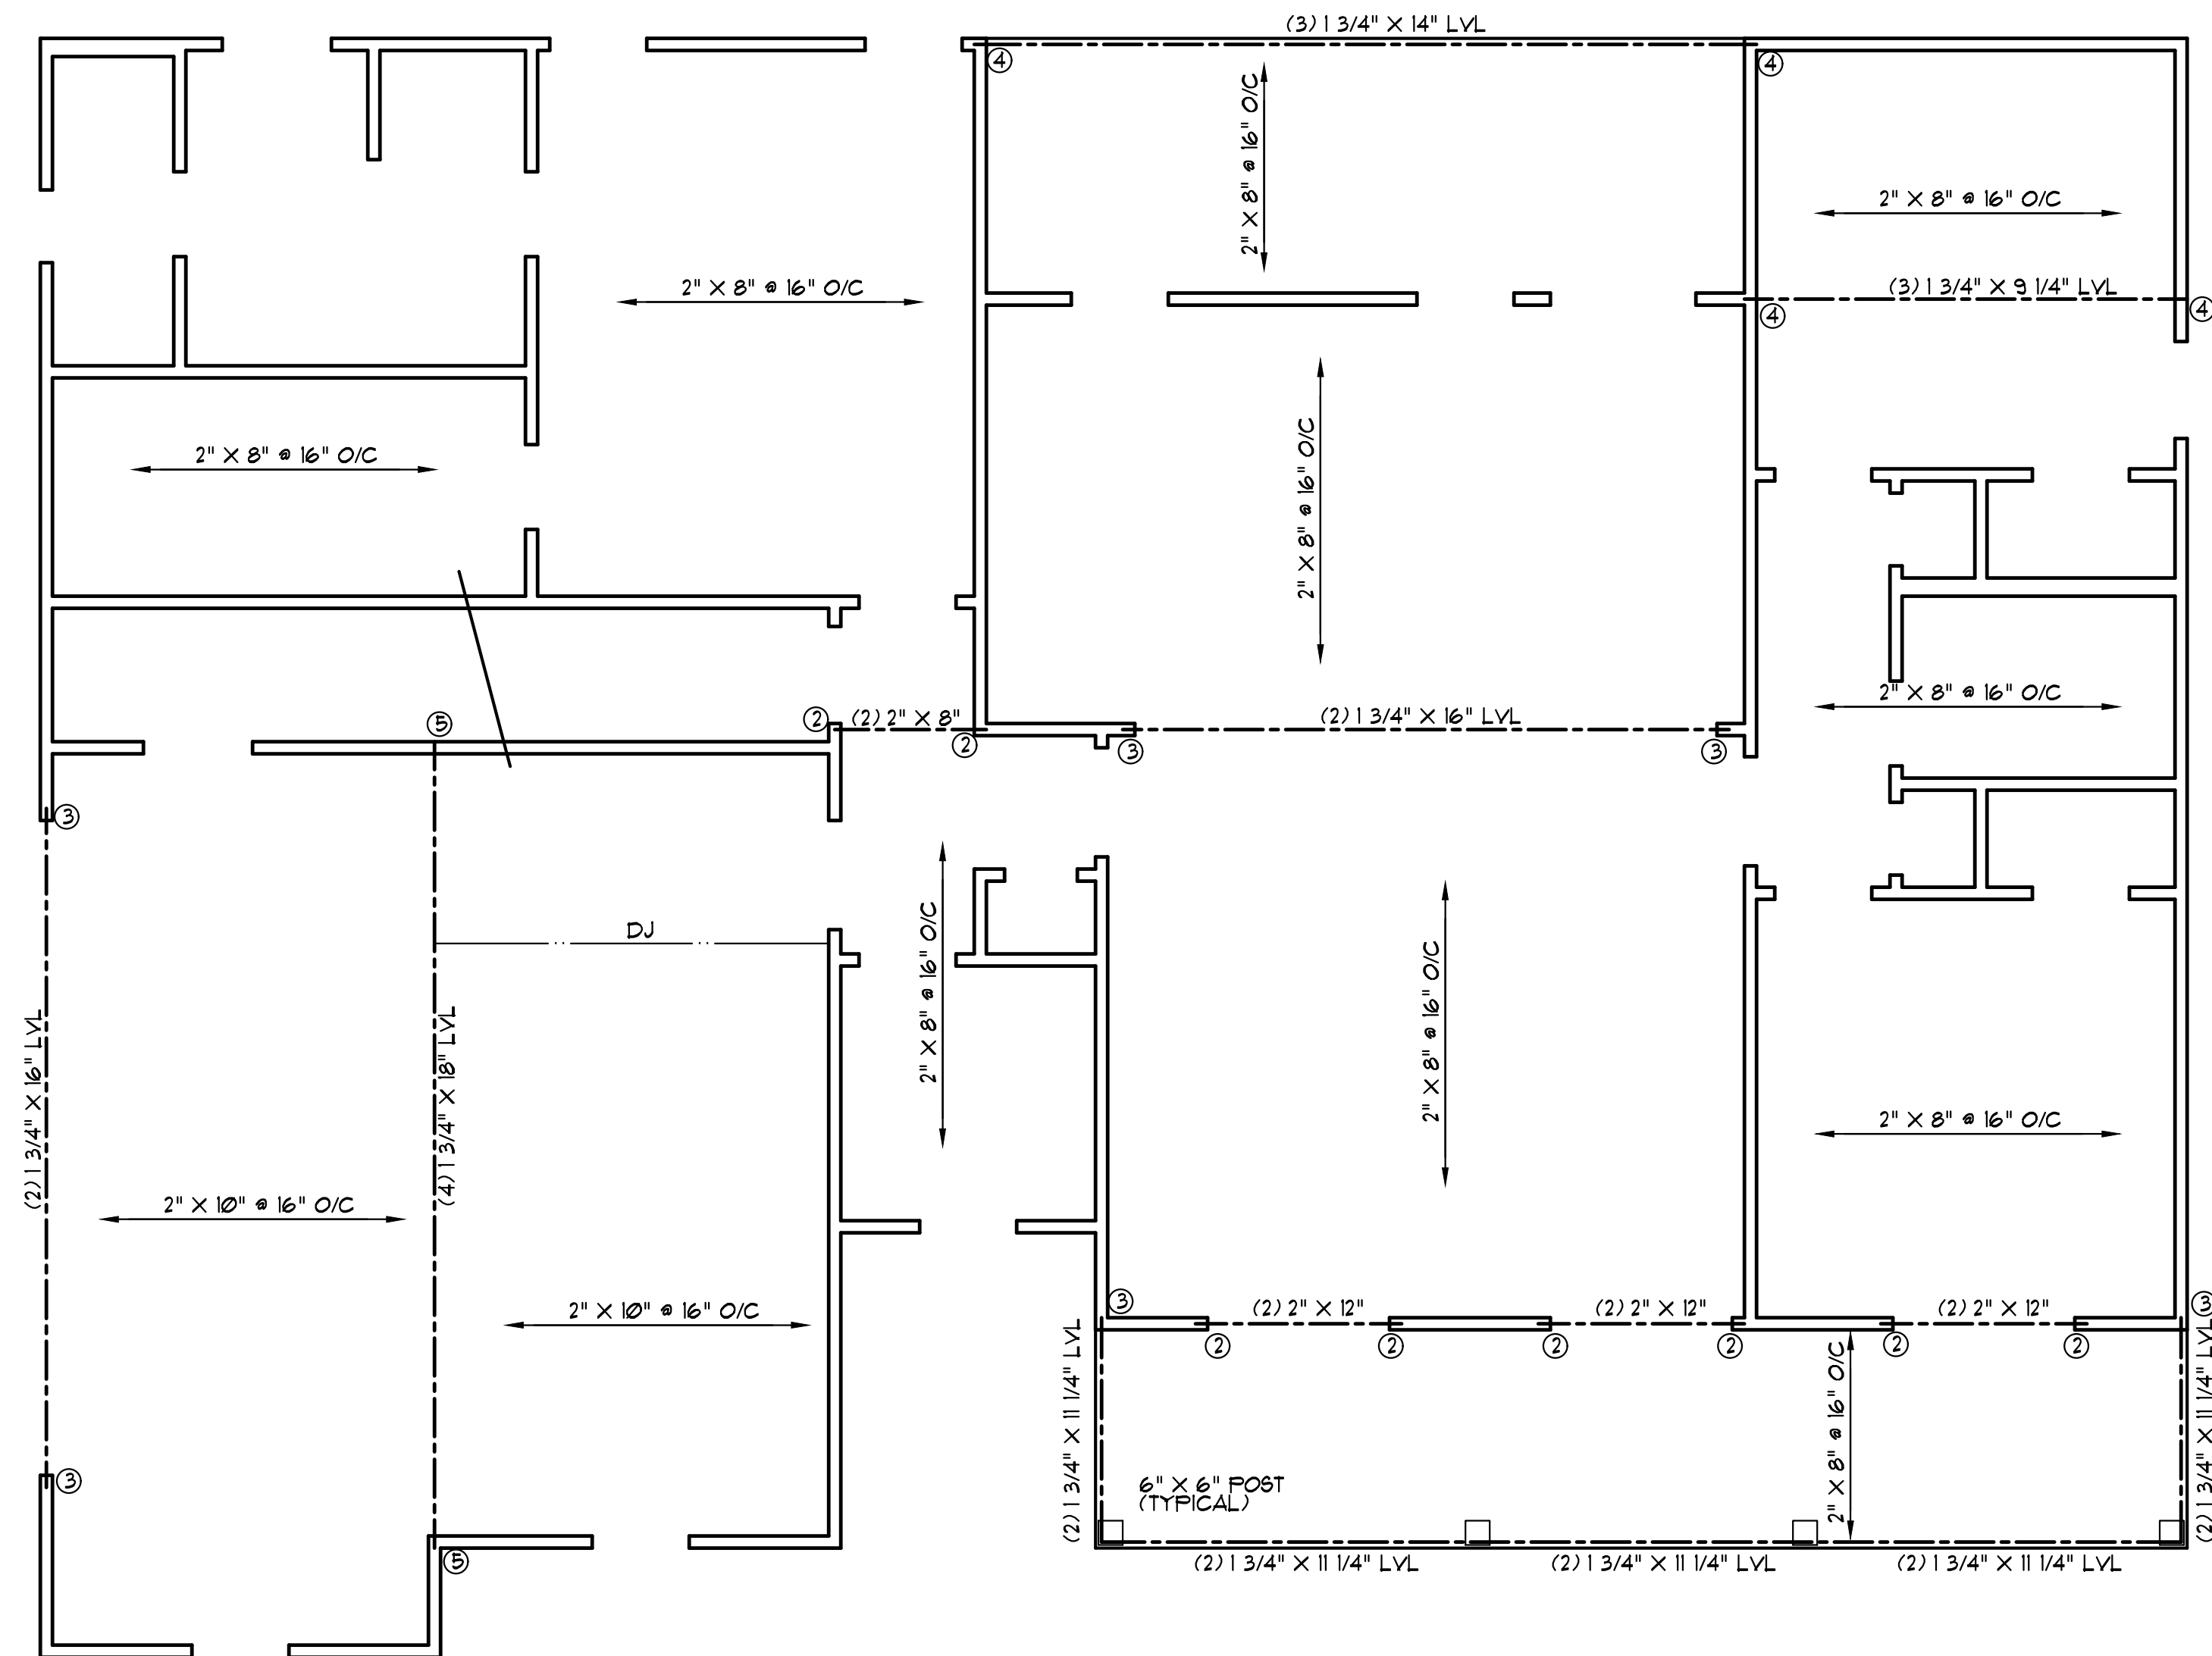 (3) 1 3/4" X 14" LVL
④
④
2" X 8" @ 16" O/C
2" X 8" @ 16" O/C
2" X 8" @ 16" O/C
(3) 1 3/4" X 9 1/4" LVL
④
④
2" X 8" @ 16" O/C
2" X 8" @ 16" O/C
2" X 8" @ 16" O/C
⑤
②
(2) 2" X 8"
②
(2) 1 3/4" X 16" LVL
③
③
③
DJ
2" X 8" @ 16" O/C
2" X 8" @ 16" O/C
(2) 1 3/4" X 16" LVL
(4) 1 3/4" X 18" LVL
2" X 8" @ 16" O/C
2" X 10" @ 16" O/C
2" X 10" @ 16" O/C
③
(2) 2" X 12"
(2) 2" X 12"
(2) 2" X 12"
③
②
②
②
②
②
②
(2) 1 3/4" X 11 1/4" LVL
2" X 8" @ 16" O/C
(2) 1 3/4" X 11 1/4" LVL
③
6" X 6" POST
(TYPICAL)
⑤
(2) 1 3/4" X 11 1/4" LVL
(2) 1 3/4" X 11 1/4" LVL
(2) 1 3/4" X 11 1/4" LVL